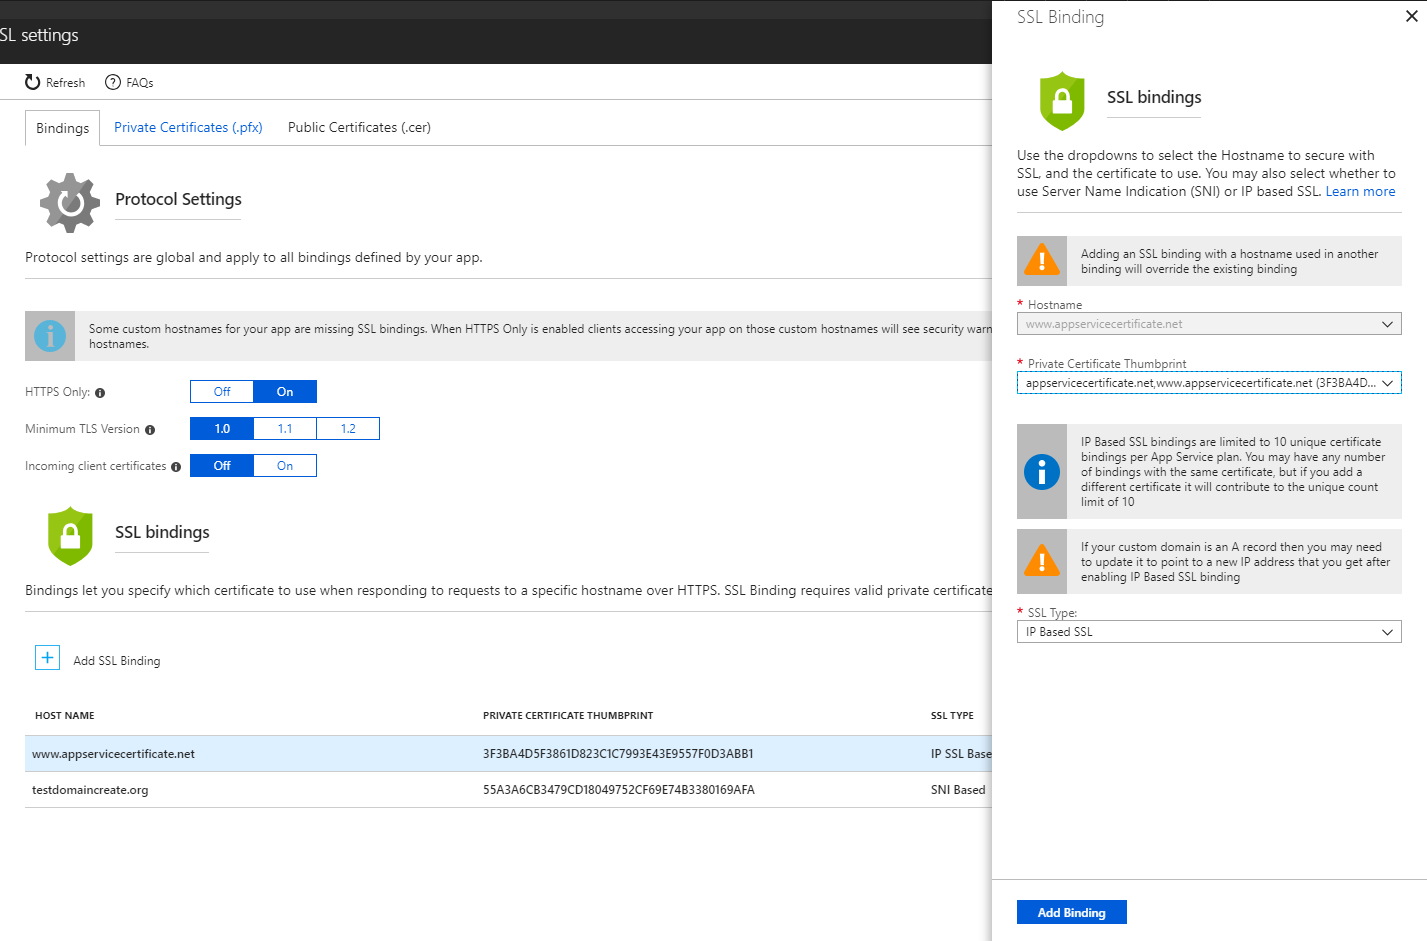 SL settings
Refresh
FAQs
Bindings
Private Certificates (.pfx)
Public Certificates (.cer)
Protocol Settings
Protocol settings are global and apply to all bindings defined by your app.
Some custom hostnames for your app are missing SSL bindings. When HTTPS Only is enabled clients accessing your app on those custom hostnames will see security warn
hostnames.
HTTPS Only:
Off
On
Minimum TLS Version
1.0
1.1
1.2
Incoming client certificates
Off
On
SSL bindings
Bindings let you specify which certificate to use when responding to requests to a specific hostname over HTTPS. SSL Binding requires valid private certificate
Add SSL Binding
HOST NAME
PRIVATE CERTIFICATE THUMBPRINT
SSL TYPE
www.appservicecertificate.net
3F3BA4D5F3861D823C1C7993E43E9557F0D3ABB1
IP SSL Base
testdomaincreate.org
55A3A6CB3479CD18049752CF69E74B3380169AFA
SNI Based
SSL Binding
SSL bindings
Use the dropdowns to select the Hostname to secure with
SSL, and the certificate to use. You may also select whether to
use Server Name Indication (SNI) or IP based SSL. Learn more
Adding an SSL binding with a hostname used in another
binding will override the existing binding
* Hostname
www.appservicecertificate.net
* Private Certificate Thumbprint
appservicecertificate.net,www.appservicecertificate.net (3F3BA4D...
IP Based SSL bindings are limited to 10 unique certificate
bindings per App Service plan. You may have any number
of bindings with the same certificate, but if you add a
different certificate it will contribute to the unique count
limit of 10
If your custom domain is an A record then you may need
to update it to point to a new IP address that you get after
enabling IP Based SSL binding
* SSL Type:
IP Based SSL
Add Binding